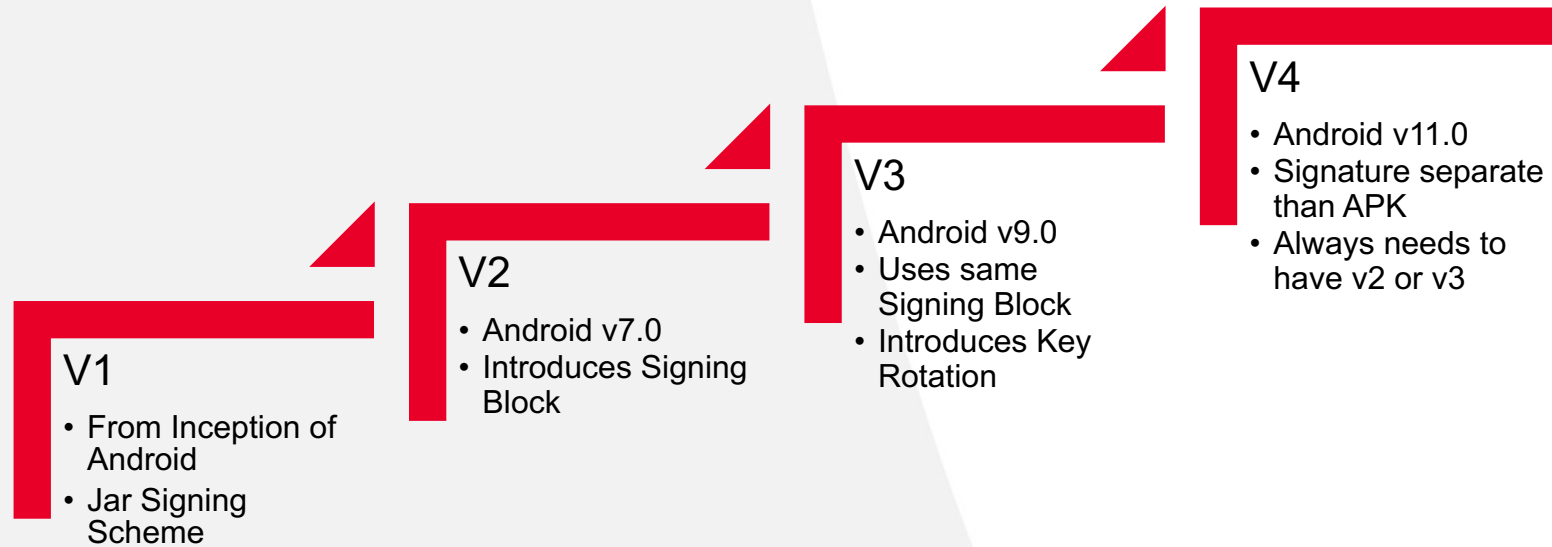 V1
• From Inception of
Android
• Jar Signing
Scheme
V2
• Android v7.0
• Introduces Signing
Block
V3
• Android v9.0
• Uses same
Signing Block
• Introduces Key
Rotation
V4
• Android v11.0
• Signature separate
than APK
• Always needs to
have v2 or v3